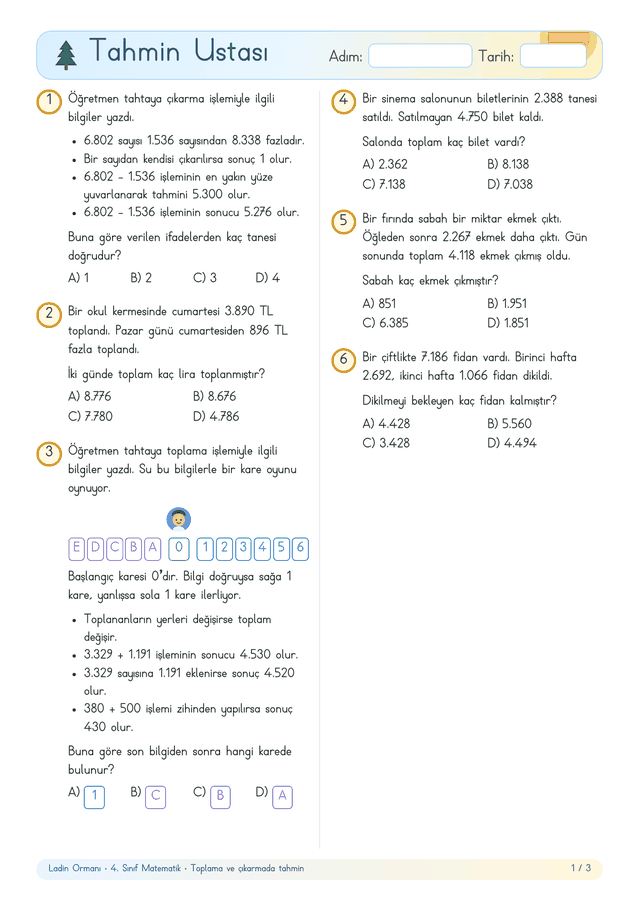 Tahmin Ustası
Adım:
Tarih:
1
Öğretmen tahtaya çıkarma işlemiyle ilgili
bilgiler yazdı.
• 6.802 sayısı 1.536 sayısından 8.338 fazladır.
• Bir sayıdan kendisi çıkarılırsa sonuç 1 olur.
• 6.802 - 1.536 işleminin en yakın yüze
yuvarlanarak tahmini 5.300 olur.
• 6.802 - 1.536 işleminin sonucu 5.276 olur.
Buna göre verilen ifadelerden kaç tanesi
doğrudur?
A) 1 B) 2 C) 3 D) 4
2
Bir okul kermesinde cumartesi 3.890 TL
toplandı. Pazar günü cumartesiden 896 TL
fazla toplandı.
İki günde toplam kaç lira toplanmıştır?
A) 8.776 B) 8.676
C) 7.780 D) 4.786
3
Öğretmen tahtaya toplama işlemiyle ilgili
bilgiler yazdı. Su bu bilgilerle bir kare oyunu
oynuyor.
E D C B A 0 1 2 3 4 5 6
Başlangıç karesi 0'dır. Bilgi doğruysa sağa 1
kare, yanlışsa sola 1 kare ilerliyor.
• Toplananların yerleri değişirse toplam
değişir.
• 3.329 + 1.191 işleminin sonucu 4.530 olur.
• 3.329 sayısına 1.191 eklenirse sonuç 4.520
olur.
• 380 + 500 işlemi zihinden yapılırsa sonuç
430 olur.
Buna göre son bilgiden sonra hangi karede
bulunur?
A) 1 B) C C) B D) A
4
Bir sinema salonunun biletlerinin 2.388 tanesi
satıldı. Satılmayan 4.750 bilet kaldı.
Salonda toplam kaç bilet vardı?
A) 2.362 B) 8.138
C) 7.138 D) 7.038
5
Bir fırında sabah bir miktar ekmek çıktı.
Öğleden sonra 2.267 ekmek daha çıktı. Gün
sonunda toplam 4.118 ekmek çıkmış oldu.
Sabah kaç ekmek çıkmıştır?
A) 851 B) 1.951
C) 6.385 D) 1.851
6
Bir çiftlikte 7.186 fidan vardı. Birinci hafta
2.692, ikinci hafta 1.066 fidan dikildi.
Dikilmeyi bekleyen kaç fidan kalmıştır?
A) 4.428 B) 5.560
C) 3.428 D) 4.494
Ladin Ormanı • 4. Sınıf Matematik • Toplama ve çıkarmada tahmin
1 / 3